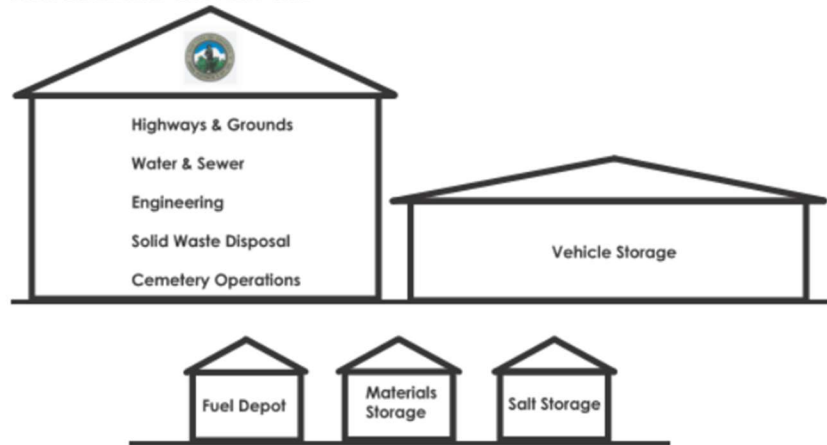 Highways & Grounds
Water & Sewer
Engineering
Solid Waste Disposal
Cemetery Operations
Vehicle Storage
Fuel Depot
Materials
Storage
Salt Storage